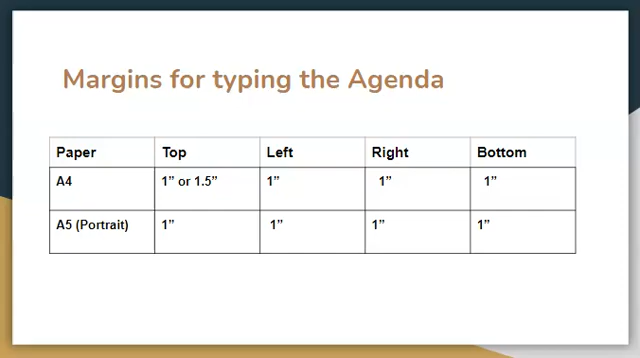 Margins for typing the Agenda
Paper Top Left Right Bottom
A4 1” or 1.5” 1” 1” 1”
A5 (Portrait) 1” 1” 1” 1”